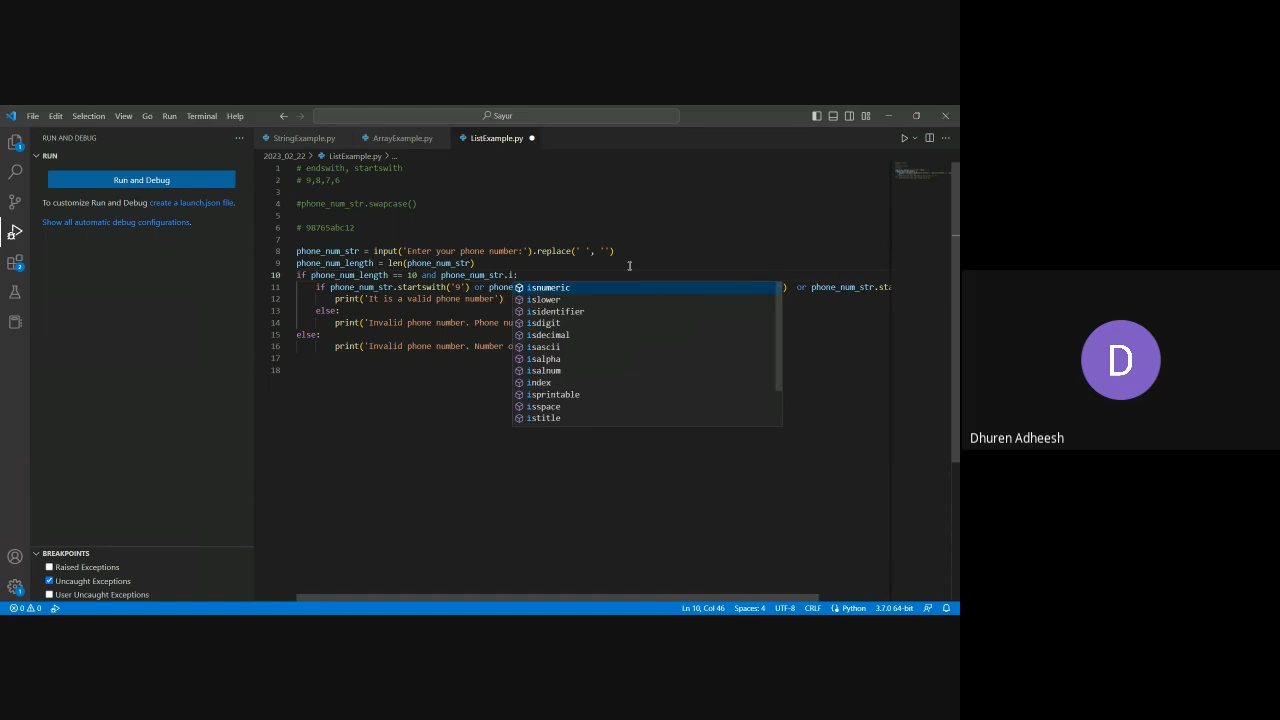 File Edit Selection View Go Run Terminal Help
Sayur
RUN AND DEBUG
StringExample.py
ArrayExample.py
ListExample.py
RUN
2023_02_22 > ListExample.py > ...
Run and Debug
To customize Run and Debug create a launch.json file.
Show all automatic debug configurations.
1 # endswith, startswith
2 # 9,8,7,6
3
4 #phone_num_str.swapcase()
5
6 # 98765abc12
7
8 phone_num_str = input('Enter your phone number:').replace(' ', '')
9 phone_num_length = len(phone_num_str)
10 if phone_num_length == 10 and phone_num_str.i:
11 if phone_num_str.startswith('9') or phone ) or phone_num_str.sta
12 print('It is a valid phone number')
13 else:
14 print('Invalid phone number. Phone nu
15 else:
16 print('Invalid phone number. Number o
17
18
isnumeric
islower
isidentifier
isdigit
isdecimal
isascii
isalpha
isalnum
index
isprintable
isspace
istitle
BREAKPOINTS
Raised Exceptions
Uncaught Exceptions
User Uncaught Exceptions
0 0
Ln 10, Col 46 Spaces: 4 UTF-8 CRLF Python 3.7.0 64-bit
1
2
1
D
Dhuren Adheesh